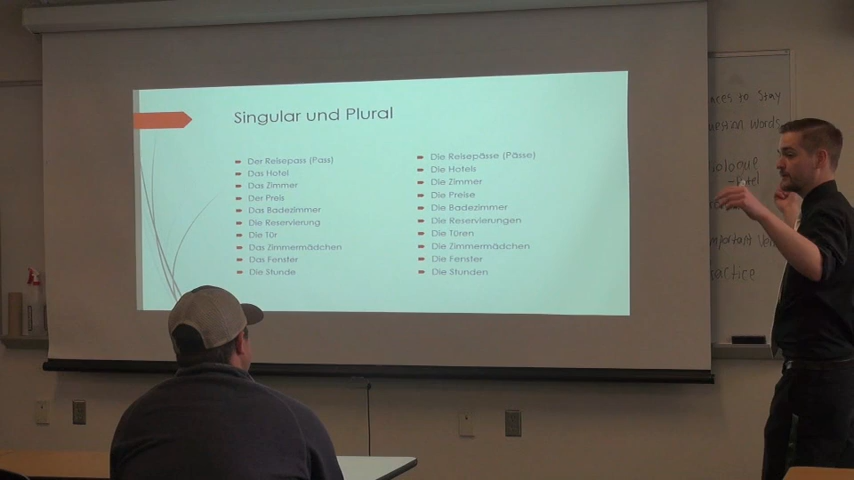 Singular und Plural
Der Reisepass (Pass)
Das Hotel
Das Zimmer
Der Preis
Das Badezimmer
Die Reservierung
Die Tür
Das Zimmermädchen
Das Fenster
Die Stunde
Die Reisepässe (Pässe)
Die Hotels
Die Zimmer
Die Preise
Die Badezimmer
Die Reservierungen
Die Türen
Die Zimmermädchen
Die Fenster
Die Stunden
to Stay
Words